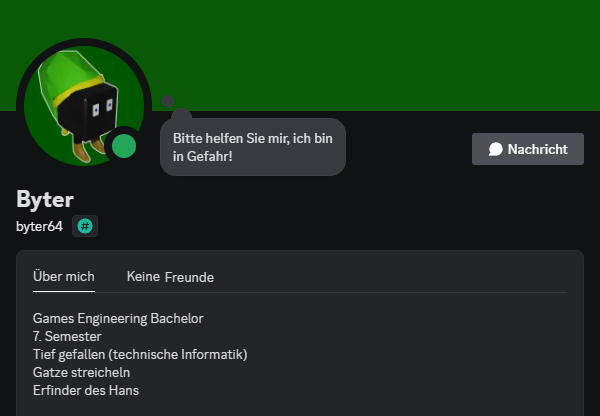 Bitte helfen Sie mir, ich bin
in Gefahr!
Nachricht
Byter
byter64 #
Über mich Keine Freunde
Games Engineering Bachelor
7. Semester
Tief gefallen (technische Informatik)
Gatze streicheln
Erfinder des Hans